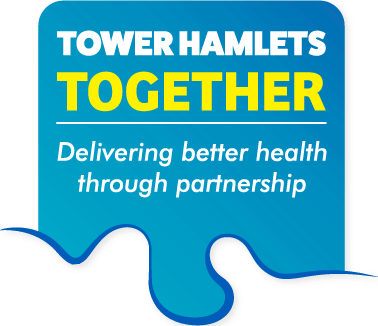 TOWER HAMLETS
TOGETHER
Delivering better health
through partnership